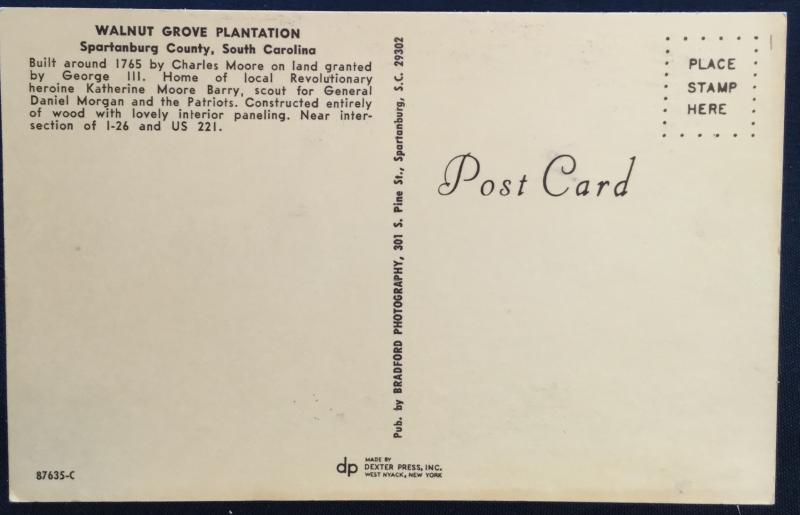 WALNUT GROVE PLANTATION
Spartanburg County, South Carolina
Built around 1765 by Charles Moore on land granted
by George III. Home of local Revolutionary
heroine Katherine Moore Barry, scout for General
Daniel Morgan and the Patriots. Constructed entirely
of wood with lovely interior paneling. Near inter-
section of I-26 and US 221.
87635-C
Pub. by BRADFORD PHOTOGRAPHY, 301 S. Pine St., Spartanburg, S.C. 29302
dp
MADE BY
DEXTER PRESS, INC.
WEST NYACK, NEW YORK
Post Card
PLACE
STAMP
HERE